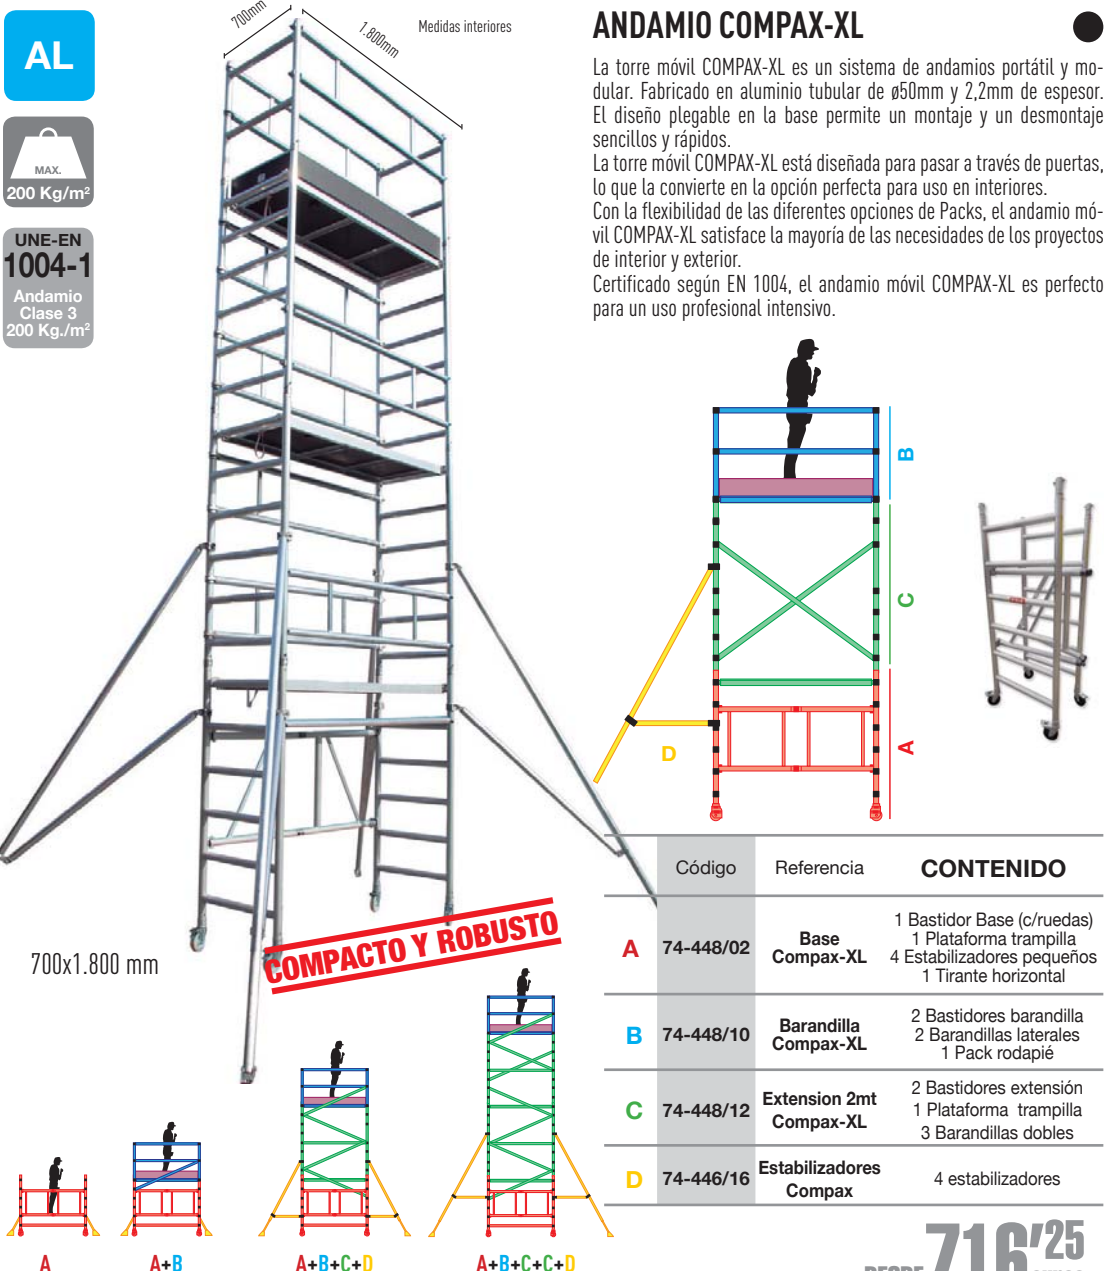 AL
MAX.
200 Kg/m²
UNE-EN
1004-1
Andamio
Clase 3
200 Kg./m²
700mm
1.800mm
Medidas interiores
ANDAMIO COMPAX-XL
La torre móvil COMPAX-XL es un sistema de andamios portátil y mo-
dular. Fabricado en aluminio tubular de ø50mm y 2,2mm de espesor.
El diseño plegable en la base permite un montaje y un desmontaje
sencillos y rápidos.
La torre móvil COMPAX-XL está diseñada para pasar a través de puertas,
lo que la convierte en la opción perfecta para uso en interiores.
Con la flexibilidad de las diferentes opciones de Packs, el andamio mó-
vil COMPAX-XL satisface la mayoría de las necesidades de los proyectos
de interior y exterior.
Certificado según EN 1004, el andamio móvil COMPAX-XL es perfecto
para un uso profesional intensivo.
B
C
D
A
700x1.800 mm
COMPACTO Y ROBUSTO
Código Referencia CONTENIDO
A 74-448/02 Base Compax-XL
1 Bastidor Base (c/ruedas)
1 Plataforma trampilla
4 Estabilizadores pequeños
1 Tirante horizontal
B 74-448/10 Barandilla Compax-XL
2 Bastidores barandilla
2 Barandillas laterales
1 Pack rodapié
C 74-448/12 Extension 2mt Compax-XL
2 Bastidores extensión
1 Plataforma trampilla
3 Barandillas dobles
D 74-446/16 Estabilizadores Compax
4 estabilizadores
A
A+B
A+B+C+D
A+B+C+C+D
DESDE 716'25